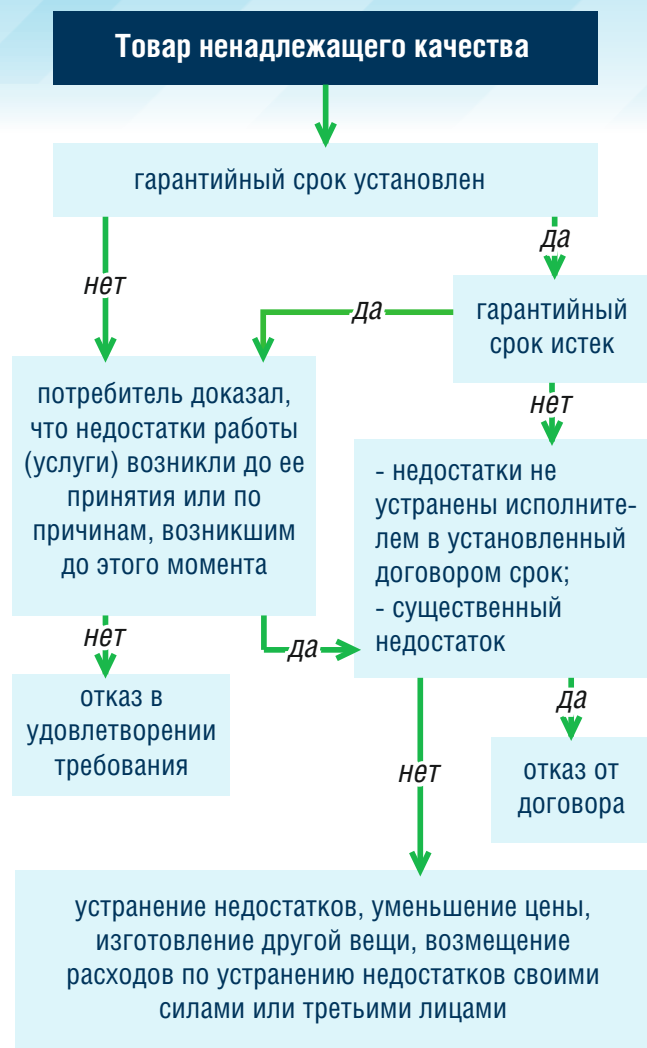 Товар ненадлежащего качества
гарантийный срок установлен
да
нет
гарантийный
срок истек
да
нет
потребитель доказал,
что недостатки работы
(услуги) возникли до ее
принятия или по
причинам, возникшим
до этого момента
- недостатки не
устранены исполните-
лем в установленный
договором срок;
- существенный
недостаток
нет
да
отказ в
удовлетворении
требования
да
нет
отказ от
договора
устранение недостатков, уменьшение цены,
изготовление другой вещи, возмещение
расходов по устранению недостатков своими
силами или третьими лицами